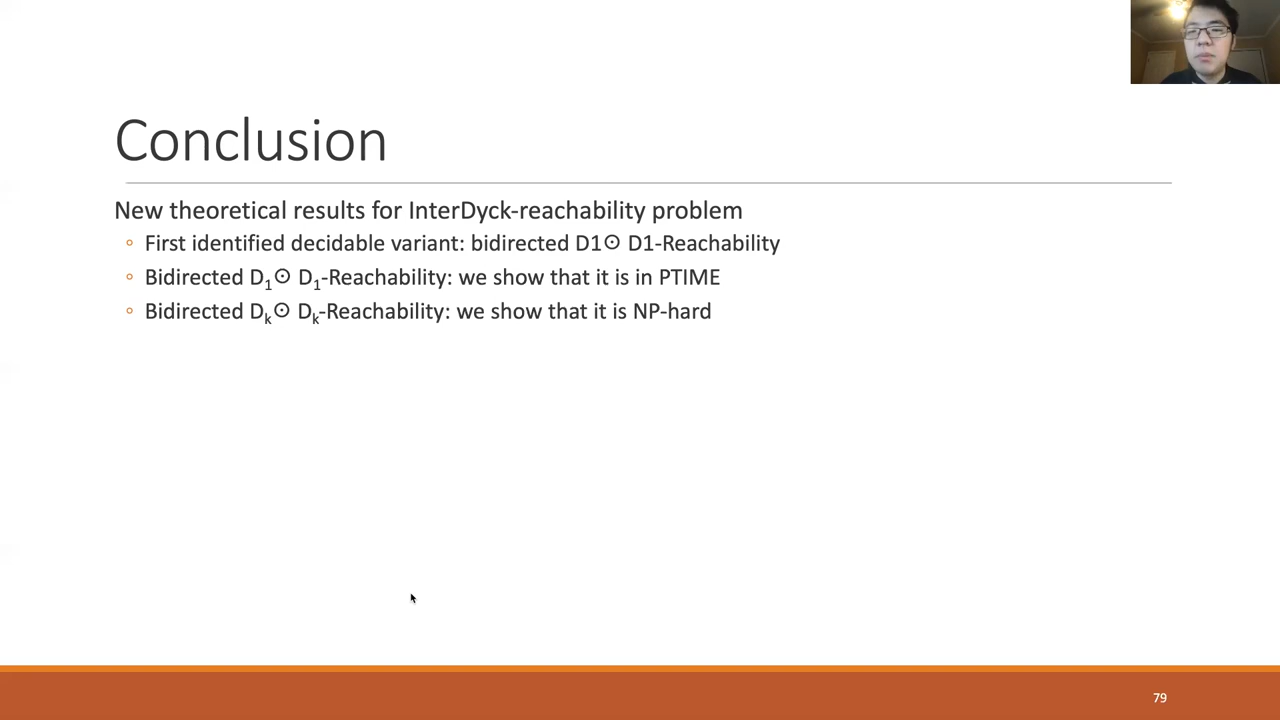 Conclusion
New theoretical results for InterDyck-reachability problem
◦ First identified decidable variant: bidirected D1⊙ D1-Reachability
◦ Bidirected D₁⊙ D₁-Reachability: we show that it is in PTIME
◦ Bidirected Dₖ⊙ Dₖ-Reachability: we show that it is NP-hard
79